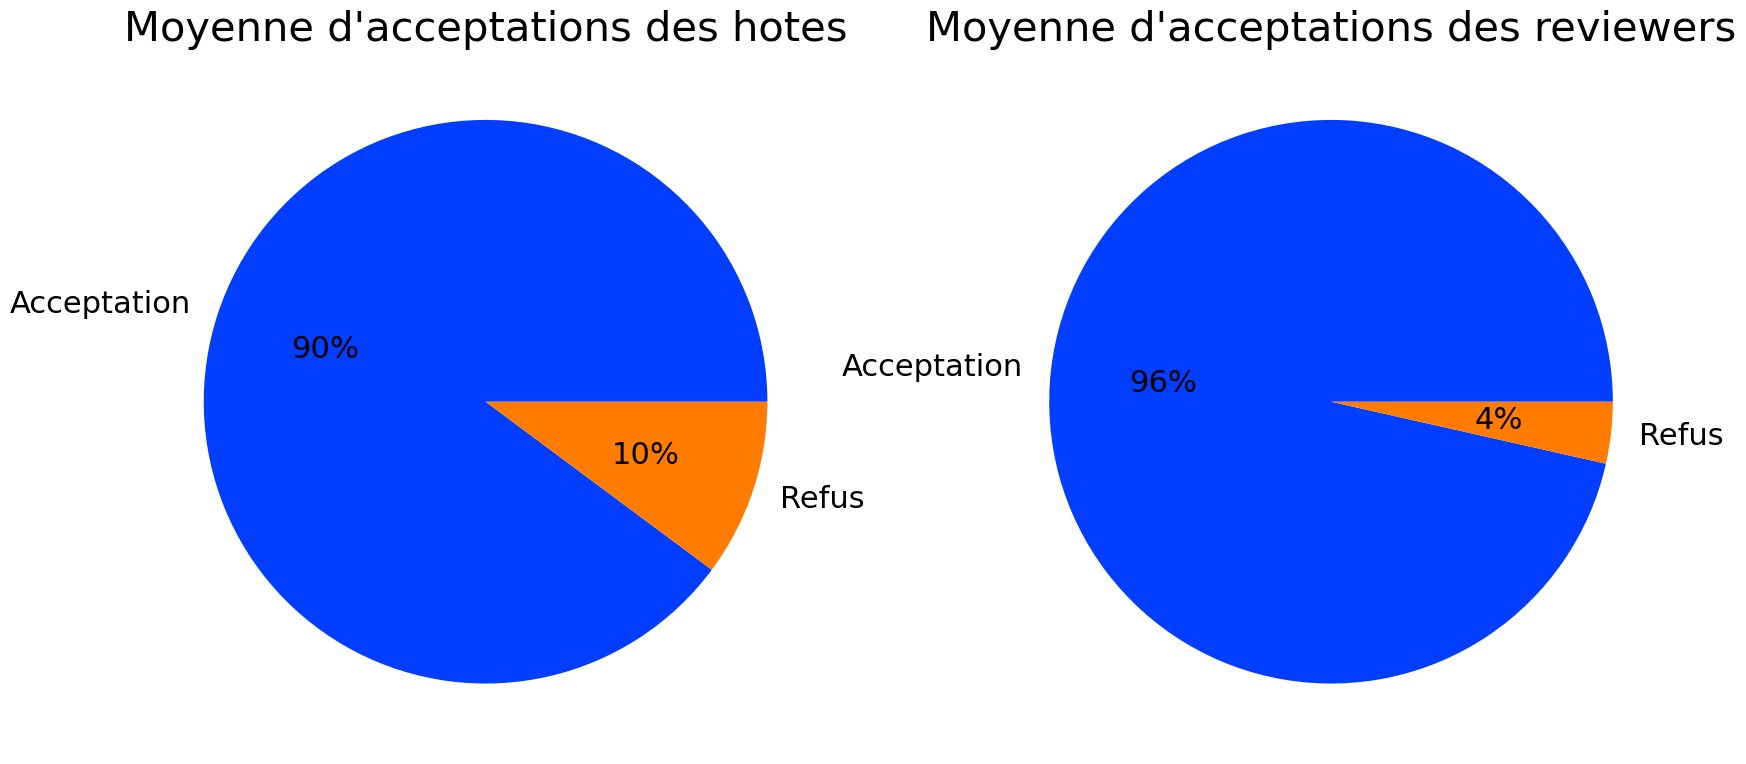 Moyenne d'acceptations des hotes
Acceptation
90%
10%
Refus
Moyenne d'acceptations des reviewers
Acceptation
96%
4%
Refus